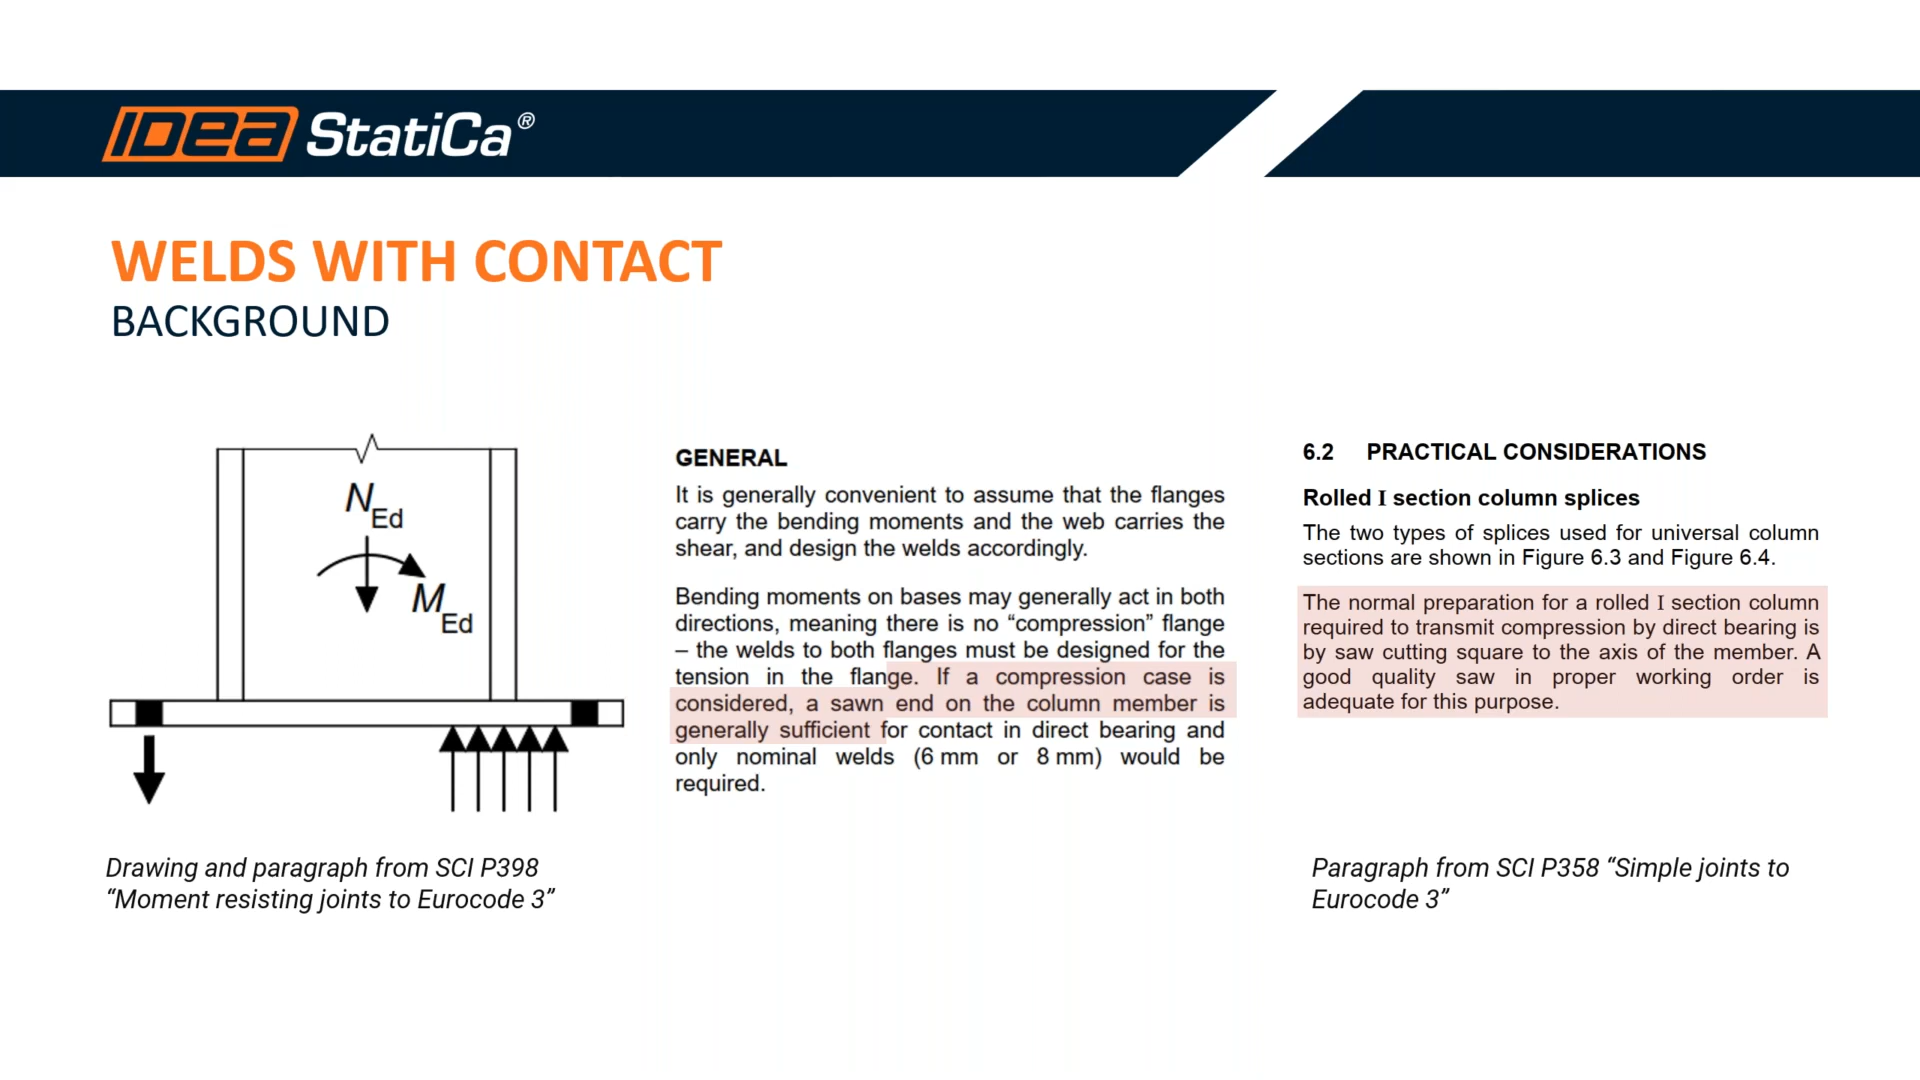 IDEA StatiCa®
WELDS WITH CONTACT
BACKGROUND
N
Ed
M
Ed
GENERAL
It is generally convenient to assume that the flanges
carry the bending moments and the web carries the
shear, and design the welds accordingly.
Bending moments on bases may generally act in both
directions, meaning there is no “compression” flange
– the welds to both flanges must be designed for the
tension in the flange. If a compression case is
considered, a sawn end on the column member is
generally sufficient for contact in direct bearing and
only nominal welds (6 mm or 8 mm) would be
required.
6.2 PRACTICAL CONSIDERATIONS
Rolled I section column splices
The two types of splices used for universal column
sections are shown in Figure 6.3 and Figure 6.4.
The normal preparation for a rolled I section column
required to transmit compression by direct bearing is
by saw cutting square to the axis of the member. A
good quality saw in proper working order is
adequate for this purpose.
Drawing and paragraph from SCI P398
“Moment resisting joints to Eurocode 3”
Paragraph from SCI P358 “Simple joints to
Eurocode 3”